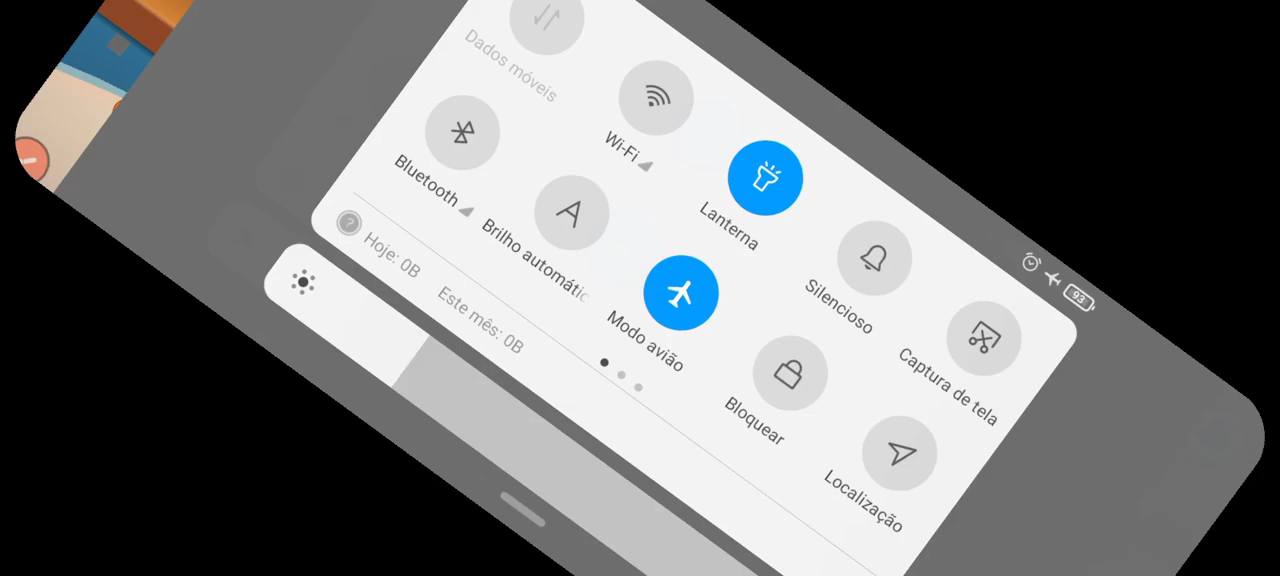 93
Dados móveis
Wi-Fi
Lanterna
Silencioso
Captura de tela
Bluetooth
Brilho automátic
Modo avião
Bloquear
Localização
? Hoje: 0B Este mês: 0B